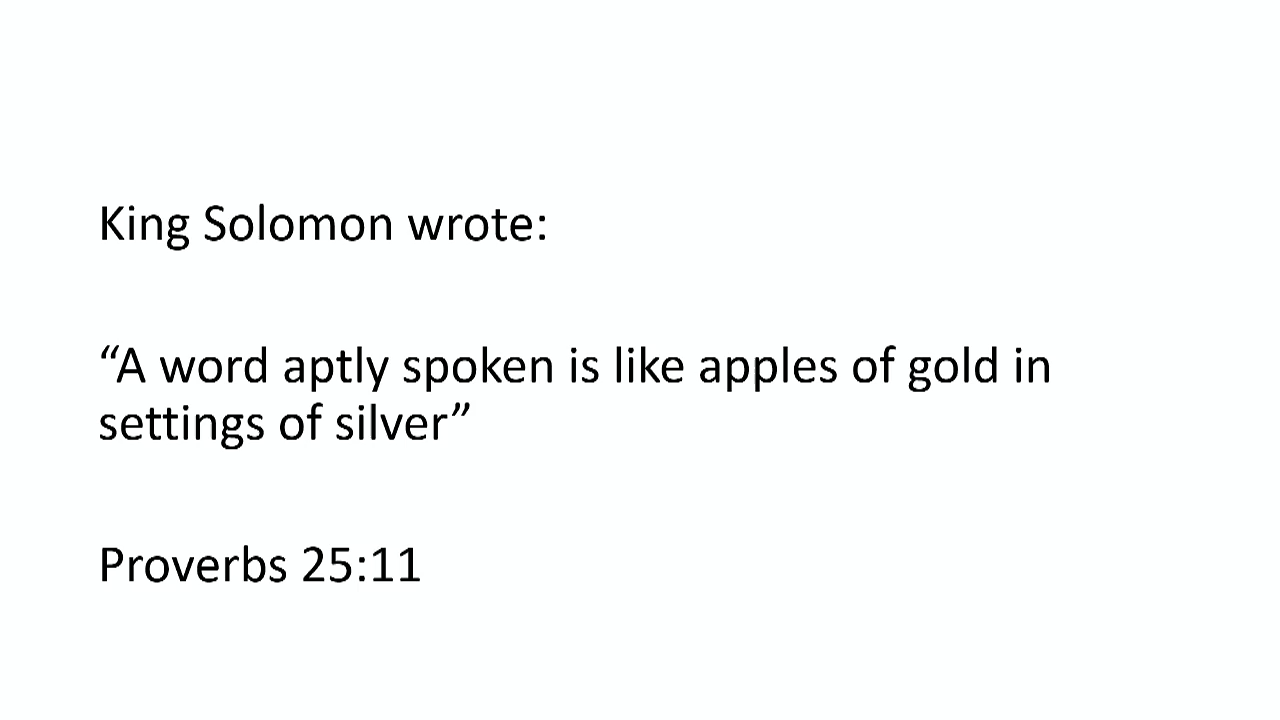 King Solomon wrote:
“A word aptly spoken is like apples of gold in
settings of silver”
Proverbs 25:11